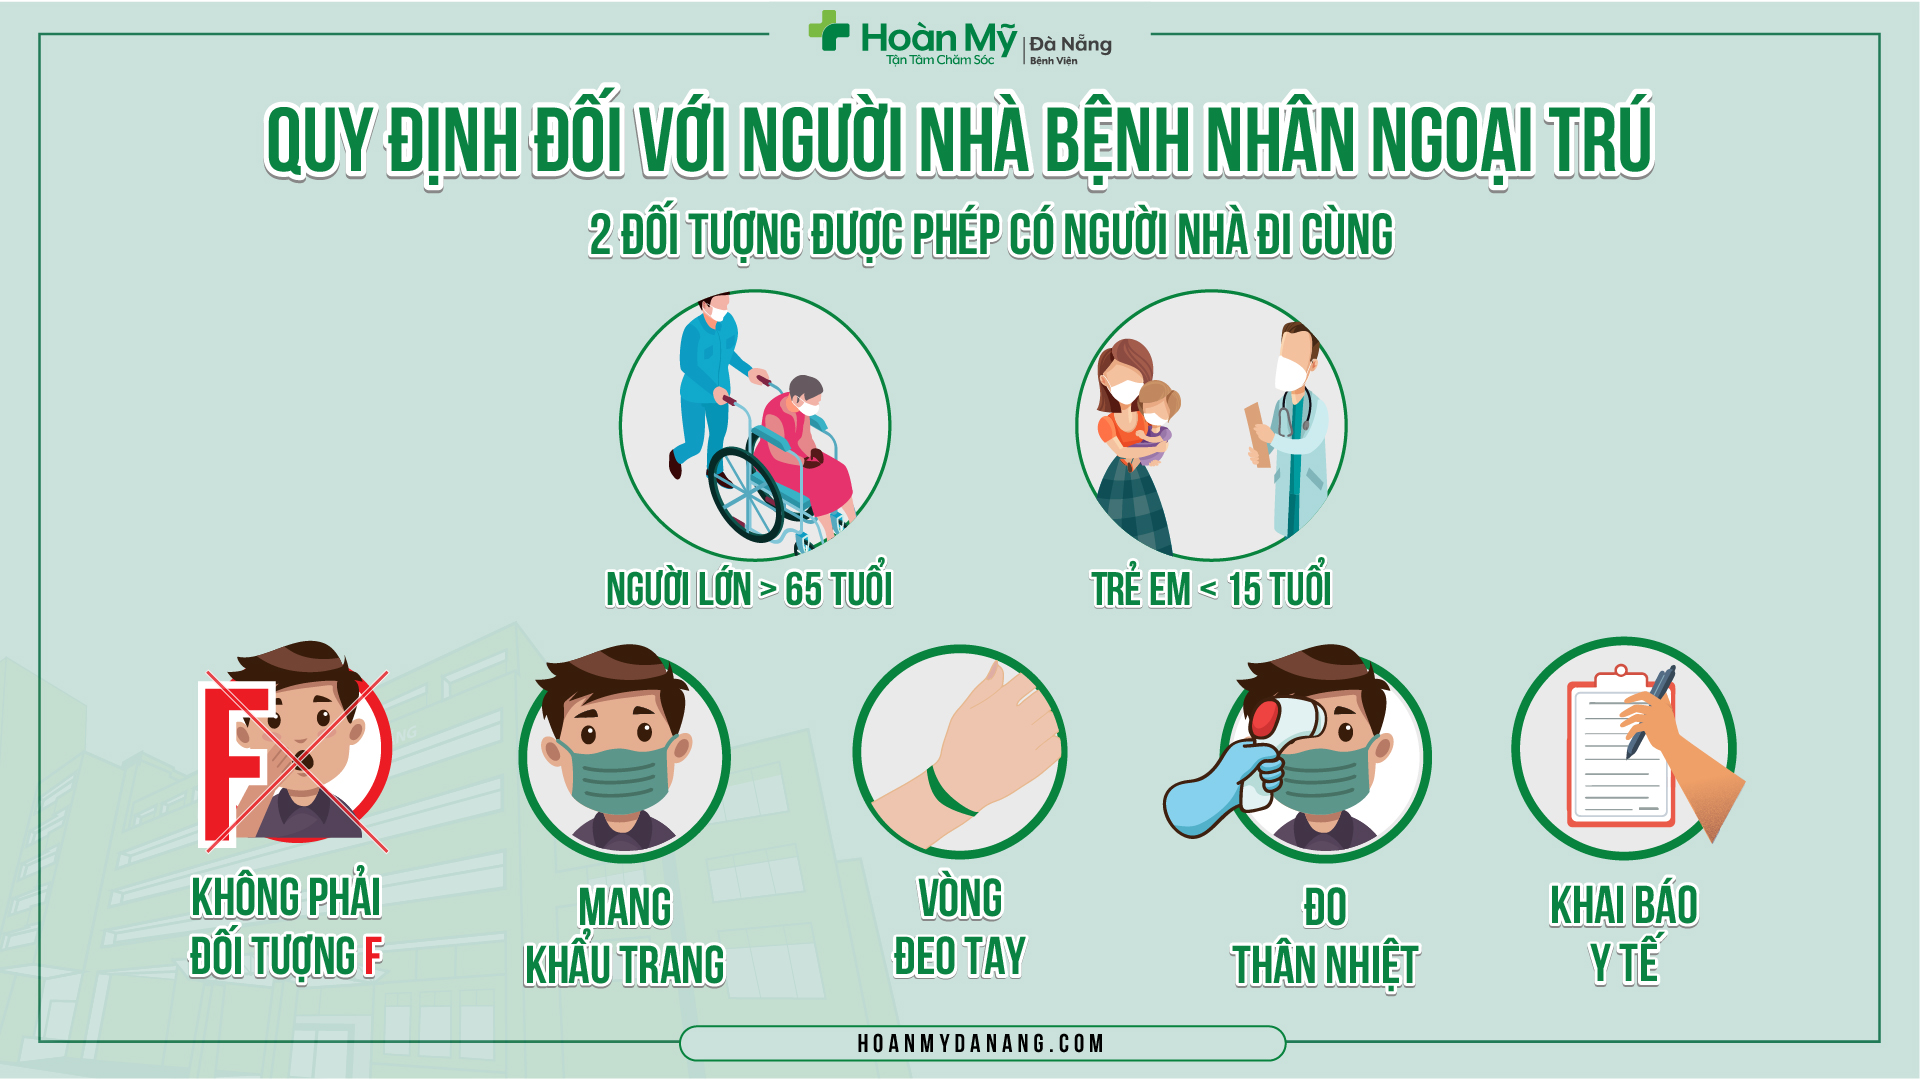 Hoàn Mỹ
Tận Tâm Chăm Sóc
Đà Nẵng
Bệnh Viện
QUY ĐỊNH ĐỐI VỚI NGƯỜI NHÀ BỆNH NHÂN NGOẠI TRÚ
2 ĐỐI TƯỢNG ĐƯỢC PHÉP CÓ NGƯỜI NHÀ ĐI CÙNG
NGƯỜI LỚN > 65 TUỔI
TRẺ EM < 15 TUỔI
F
KHÔNG PHẢI
ĐỐI TƯỢNG F
MANG
KHẨU TRANG
VÒNG
ĐEO TAY
ĐO
THÂN NHIỆT
KHAI BÁO
Y TẾ
HOANMYDANANG.COM